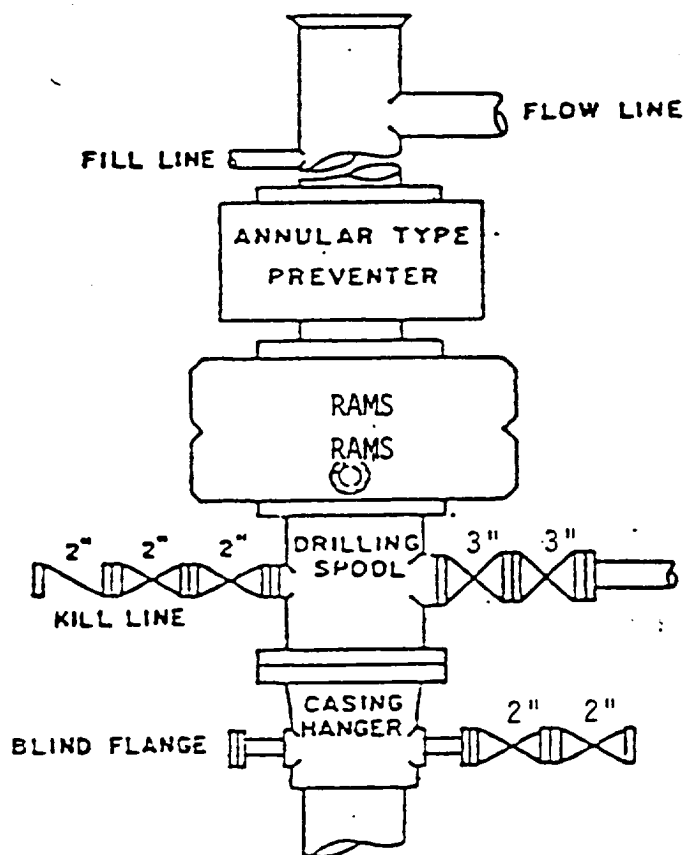 FLOW LINE
FILL LINE
ANNULAR TYPE
PREVENTER
RAMS
RAMS
2" 2" 2"
DRILLING
SPOOL
3" 3"
KILL LINE
CASING
HANGER
2" 2"
BLIND FLANGE